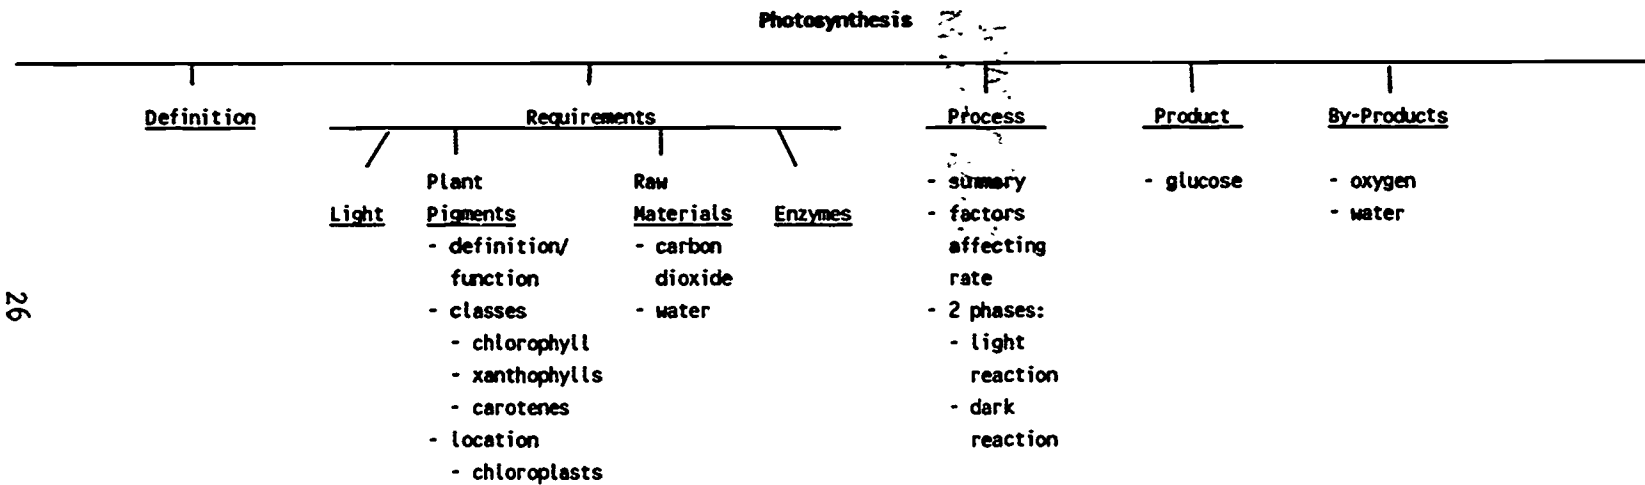 Photosynthesis
Definition
Requirements
Process
Product
By-Products
Light
Plant
Pigments
- definition/
function
- classes
- chlorophyll
- xanthophylls
- carotenes
- location
- chloroplasts
Raw
Materials
- carbon
dioxide
- water
Enzymes
- summary
- factors
affecting
rate
- 2 phases:
- light
reaction
- dark
reaction
- glucose
- oxygen
- water
26